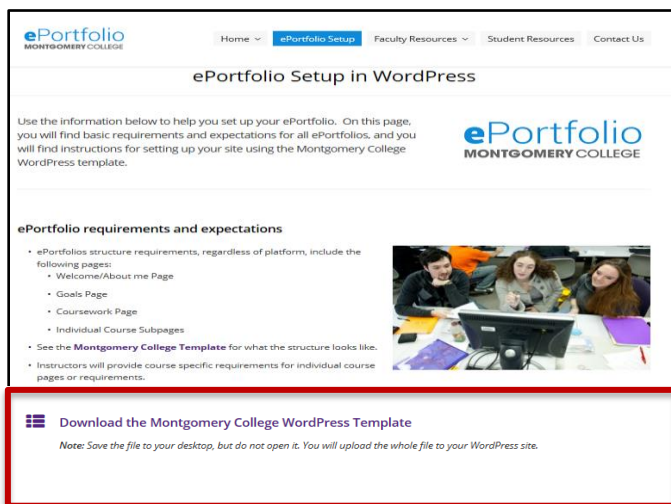 ePortfolio
MONTGOMERY COLLEGE
Home ePortfolio Setup Faculty Resources Student Resources Contact Us
ePortfolio Setup in WordPress
Use the information below to help you set up your ePortfolio. On this page,
you will find basic requirements and expectations for all ePortfolios, and you
will find instructions for setting up your site using the Montgomery College
WordPress template.
ePortfolio
MONTGOMERY COLLEGE
ePortfolio requirements and expectations
• ePortfolios structure requirements, regardless of platform, include the
following pages:
• Welcome/About me Page
• Goals Page
• Coursework Page
• Individual Course Subpages
• See the Montgomery College Template for what the structure looks like.
• Instructors will provide course specific requirements for individual course
pages or requirements.
Download the Montgomery College WordPress Template
Note: Save the file to your desktop, but do not open it. You will upload the whole file to your WordPress site.